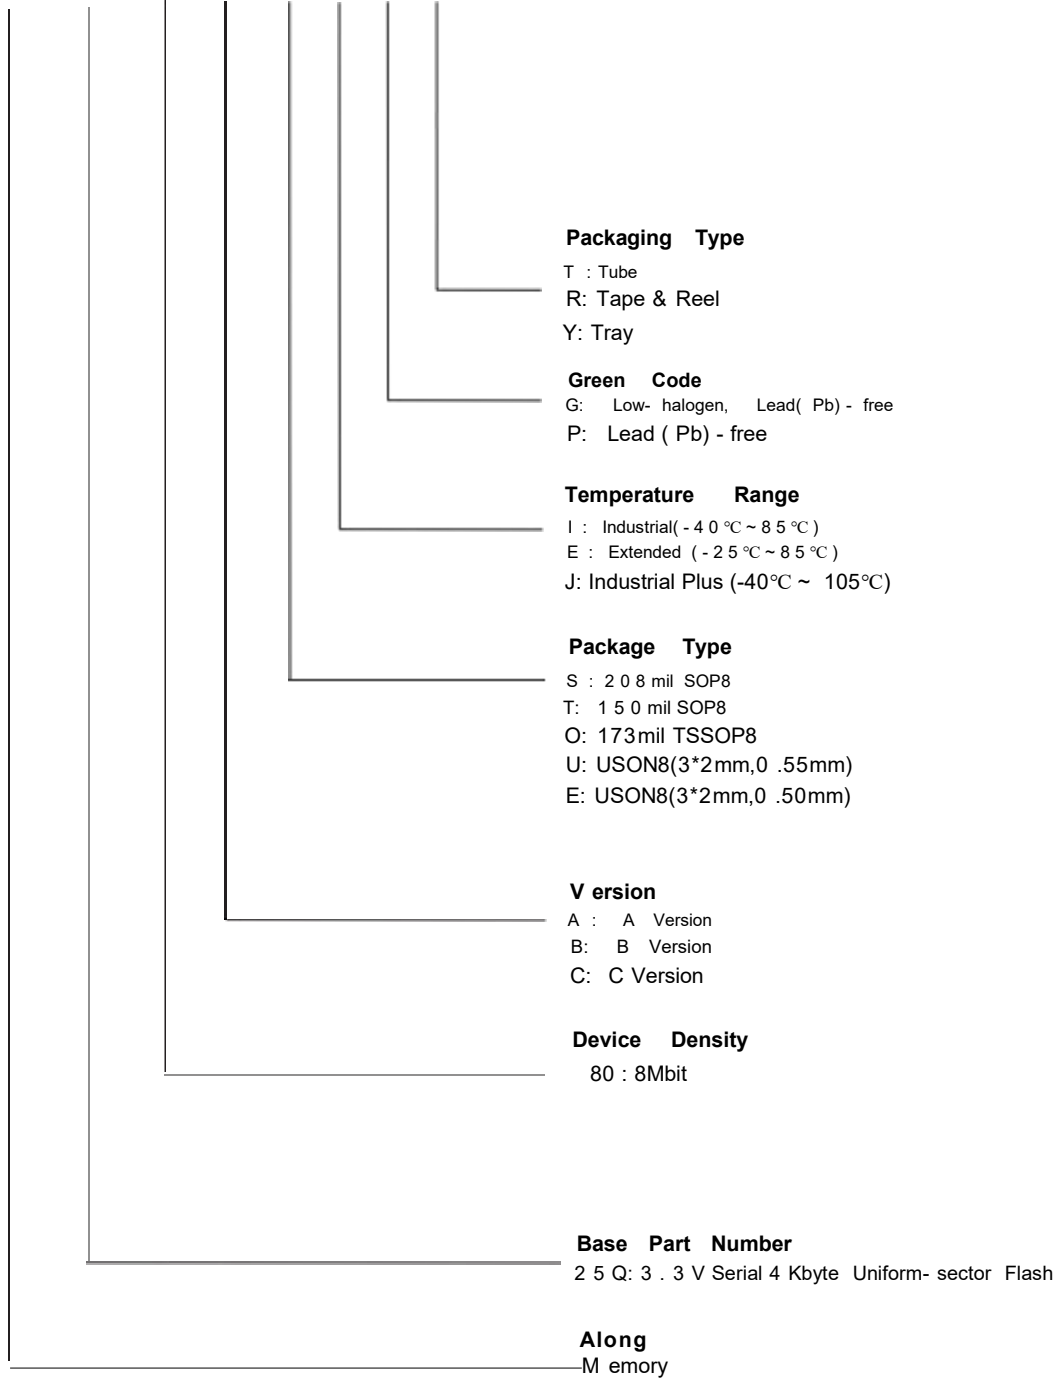 Packaging Type
T : Tube
R: Tape & Reel
Y: Tray
Green Code
G: Low- halogen, Lead( Pb) - free
P: Lead ( Pb) - free
Temperature Range
I : Industrial( - 4 0 ℃ ~ 8 5 ℃ )
E : Extended ( - 2 5 ℃ ~ 8 5 ℃ )
J: Industrial Plus (-40℃ ~ 105℃)
Package Type
S : 2 0 8 mil SOP8
T: 1 5 0 mil SOP8
O: 173mil TSSOP8
U: USON8(3*2mm,0 .55mm)
E: USON8(3*2mm,0 .50mm)
V ersion
A : A Version
B: B Version
C: C Version
Device Density
80 : 8Mbit
Base Part Number
2 5 Q: 3 . 3 V Serial 4 Kbyte Uniform- sector Flash
Along
M emory